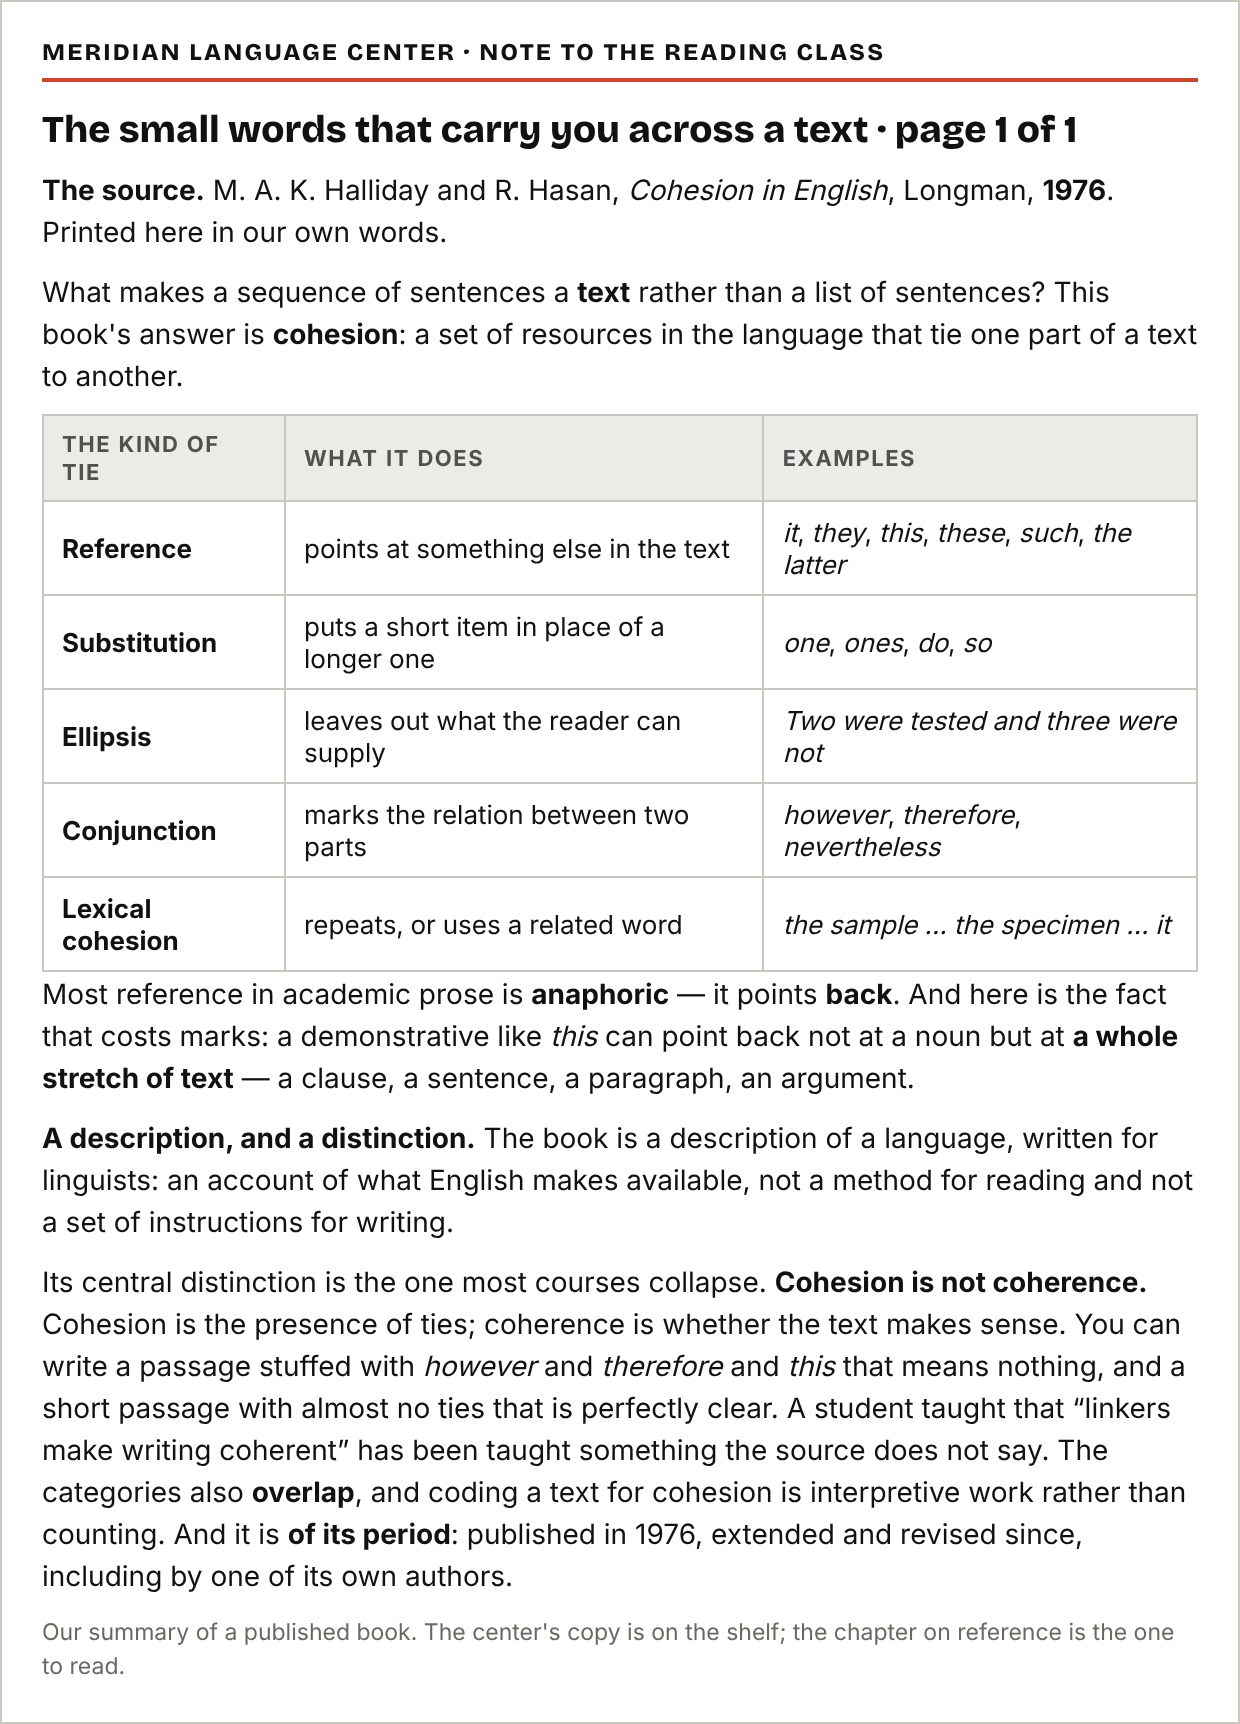 MERIDIAN LANGUAGE CENTER · NOTE TO THE READING CLASS
The small words that carry you across a text · page 1 of 1
The source. M. A. K. Halliday and R. Hasan, Cohesion in English, Longman, 1976.
Printed here in our own words.
What makes a sequence of sentences a text rather than a list of sentences? This
book's answer is cohesion: a set of resources in the language that tie one part of a text
to another.
THE KIND OF
TIE
WHAT IT DOES
EXAMPLES
Reference
points at something else in the text
it, they, this, these, such, the
latter
Substitution
puts a short item in place of a
longer one
one, ones, do, so
Ellipsis
leaves out what the reader can
supply
Two were tested and three were
not
Conjunction
marks the relation between two
parts
however, therefore,
nevertheless
Lexical
cohesion
repeats, or uses a related word
the sample … the specimen … it
Most reference in academic prose is anaphoric — it points back. And here is the fact
that costs marks: a demonstrative like this can point back not at a noun but at a whole
stretch of text — a clause, a sentence, a paragraph, an argument.
A description, and a distinction. The book is a description of a language, written for
linguists: an account of what English makes available, not a method for reading and not
a set of instructions for writing.
Its central distinction is the one most courses collapse. Cohesion is not coherence.
Cohesion is the presence of ties; coherence is whether the text makes sense. You can
write a passage stuffed with however and therefore and this that means nothing, and a
short passage with almost no ties that is perfectly clear. A student taught that “linkers
make writing coherent” has been taught something the source does not say. The
categories also overlap, and coding a text for cohesion is interpretive work rather than
counting. And it is of its period: published in 1976, extended and revised since,
including by one of its own authors.
Our summary of a published book. The center's copy is on the shelf; the chapter on reference is the one
to read.